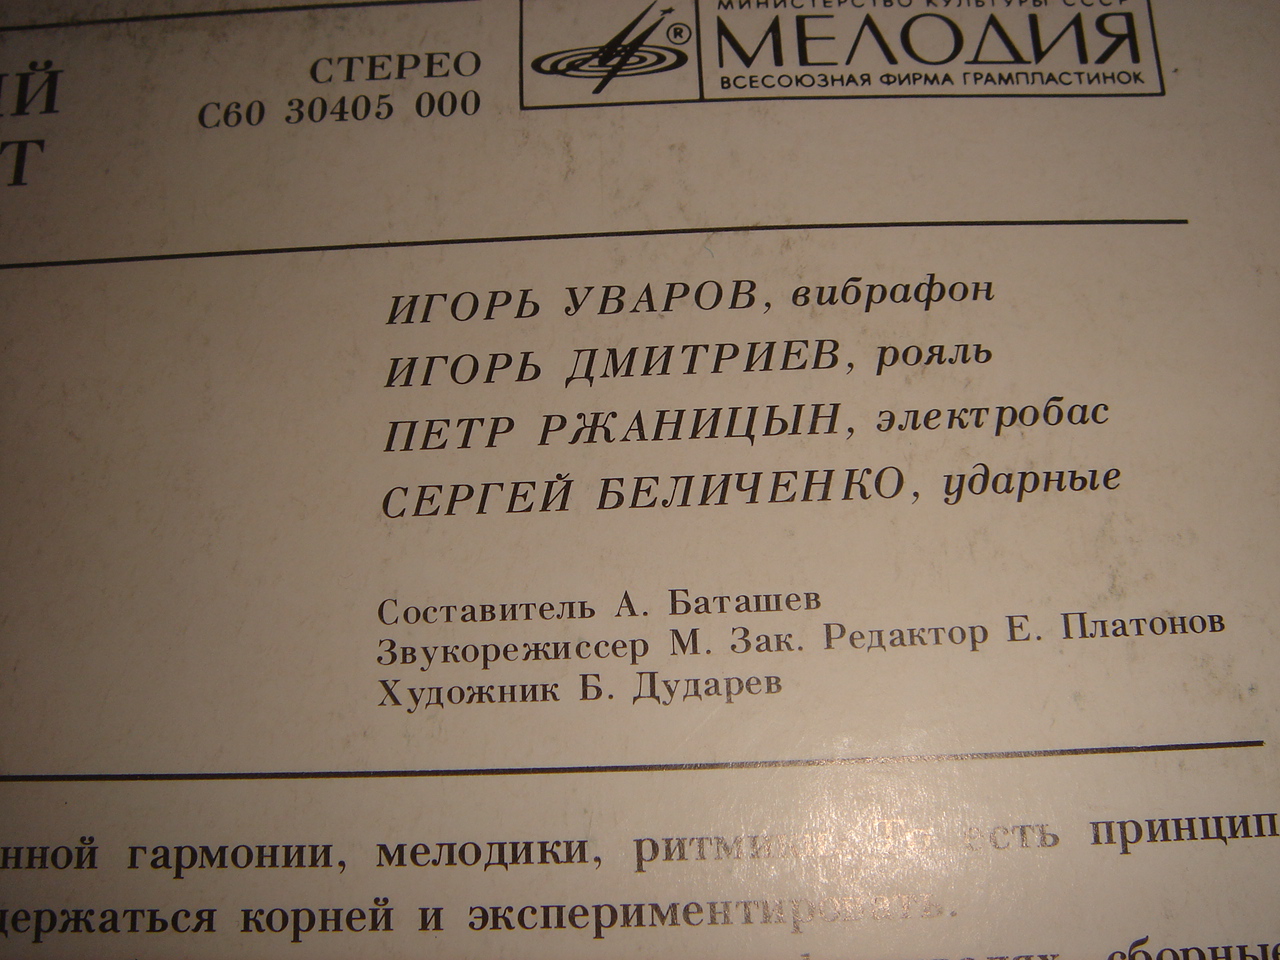 МИНИСТЕРСТВО КУЛЬТУРЫ СССР
МЕЛОДИЯ
®
ВСЕСОЮЗНАЯ ФИРМА ГРАМПЛАСТИНОК
СТЕРЕО
С60 30405 000
ИГОРЬ УВАРОВ, вибрафон
ИГОРЬ ДМИТРИЕВ, рояль
ПЕТР РЖАНИЦЫН, электробас
СЕРГЕЙ БЕЛИЧЕНКО, ударные
Составитель А. Баташев
Звукорежиссер М. Зак. Редактор Е. Платонов
Художник Б. Дударев
нной гармонии, мелодики, есть принцип
держаться корней и экспериментировать.
сборные